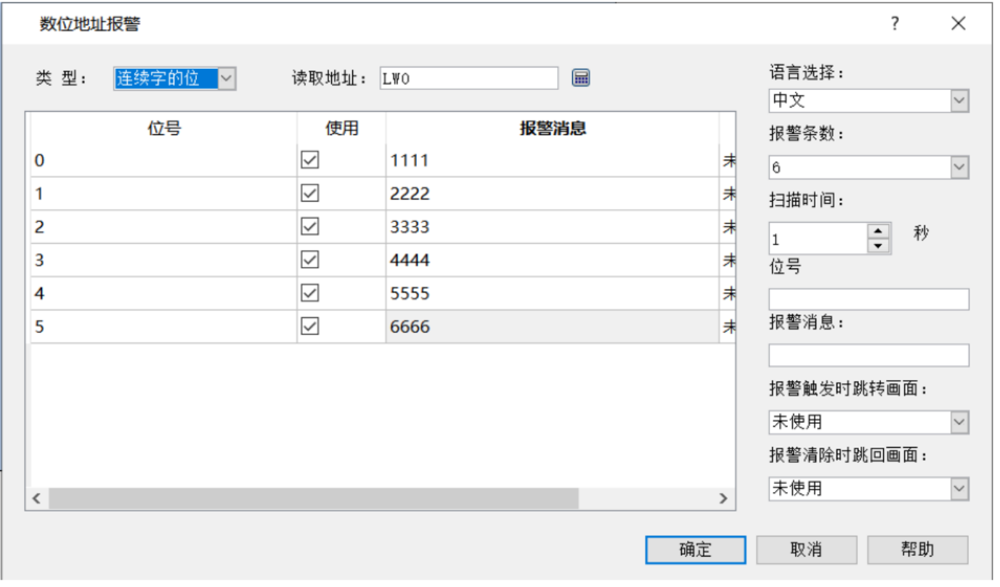 数位地址报警
?
类 型： 连续字的位 读取地址： LW0
位号 使用 报警消息
0 1111 未
1 2222 未
2 3333 未
3 4444 未
4 5555 未
5 6666 未
语言选择：
中文
报警条数：
6
扫描时间：
1 秒
位号
报警消息：
报警触发时跳转画面：
未使用
报警清除时跳回画面：
未使用
确定 取消 帮助